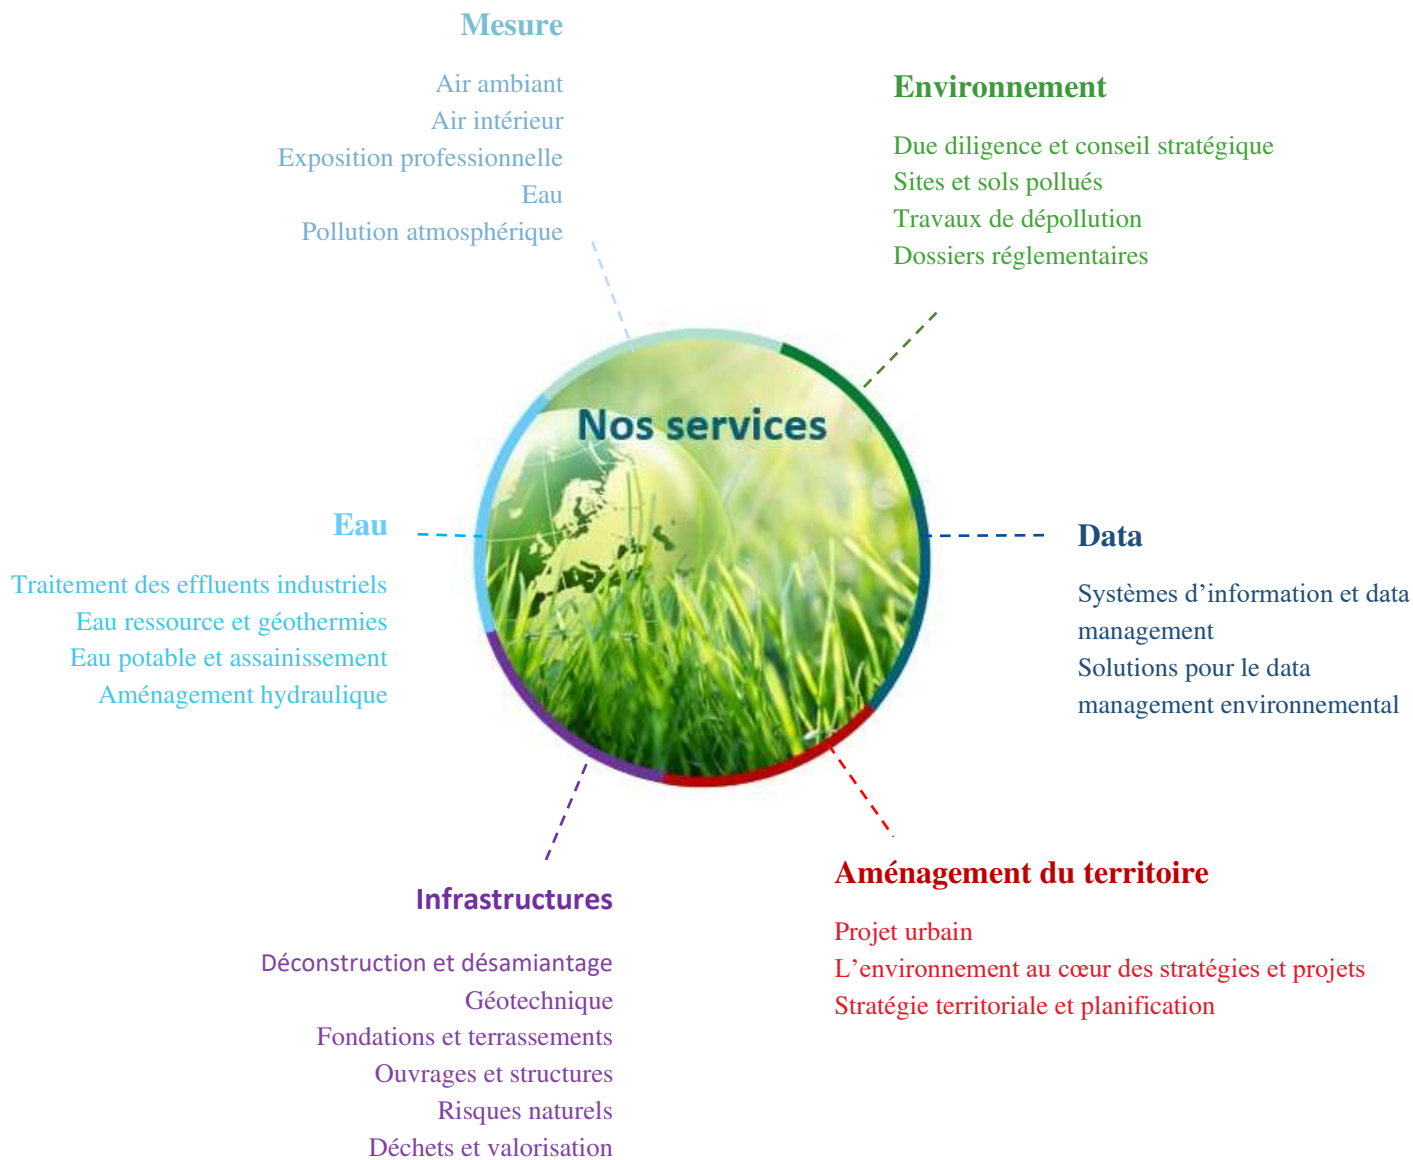 Mesure
Air ambiant
Air intérieur
Exposition professionnelle
Eau
Pollution atmosphérique
Environnement
Due diligence et conseil stratégique
Sites et sols pollués
Travaux de dépollution
Dossiers réglementaires
Nos services
Eau
Traitement des effluents industriels
Eau ressource et géothermies
Eau potable et assainissement
Aménagement hydraulique
Data
Systèmes d’information et data
management
Solutions pour le data
management environnemental
Infrastructures
Déconstruction et désamiantage
Géotechnique
Fondations et terrassements
Ouvrages et structures
Risques naturels
Déchets et valorisation
Aménagement du territoire
Projet urbain
L’environnement au cœur des stratégies et projets
Stratégie territoriale et planification